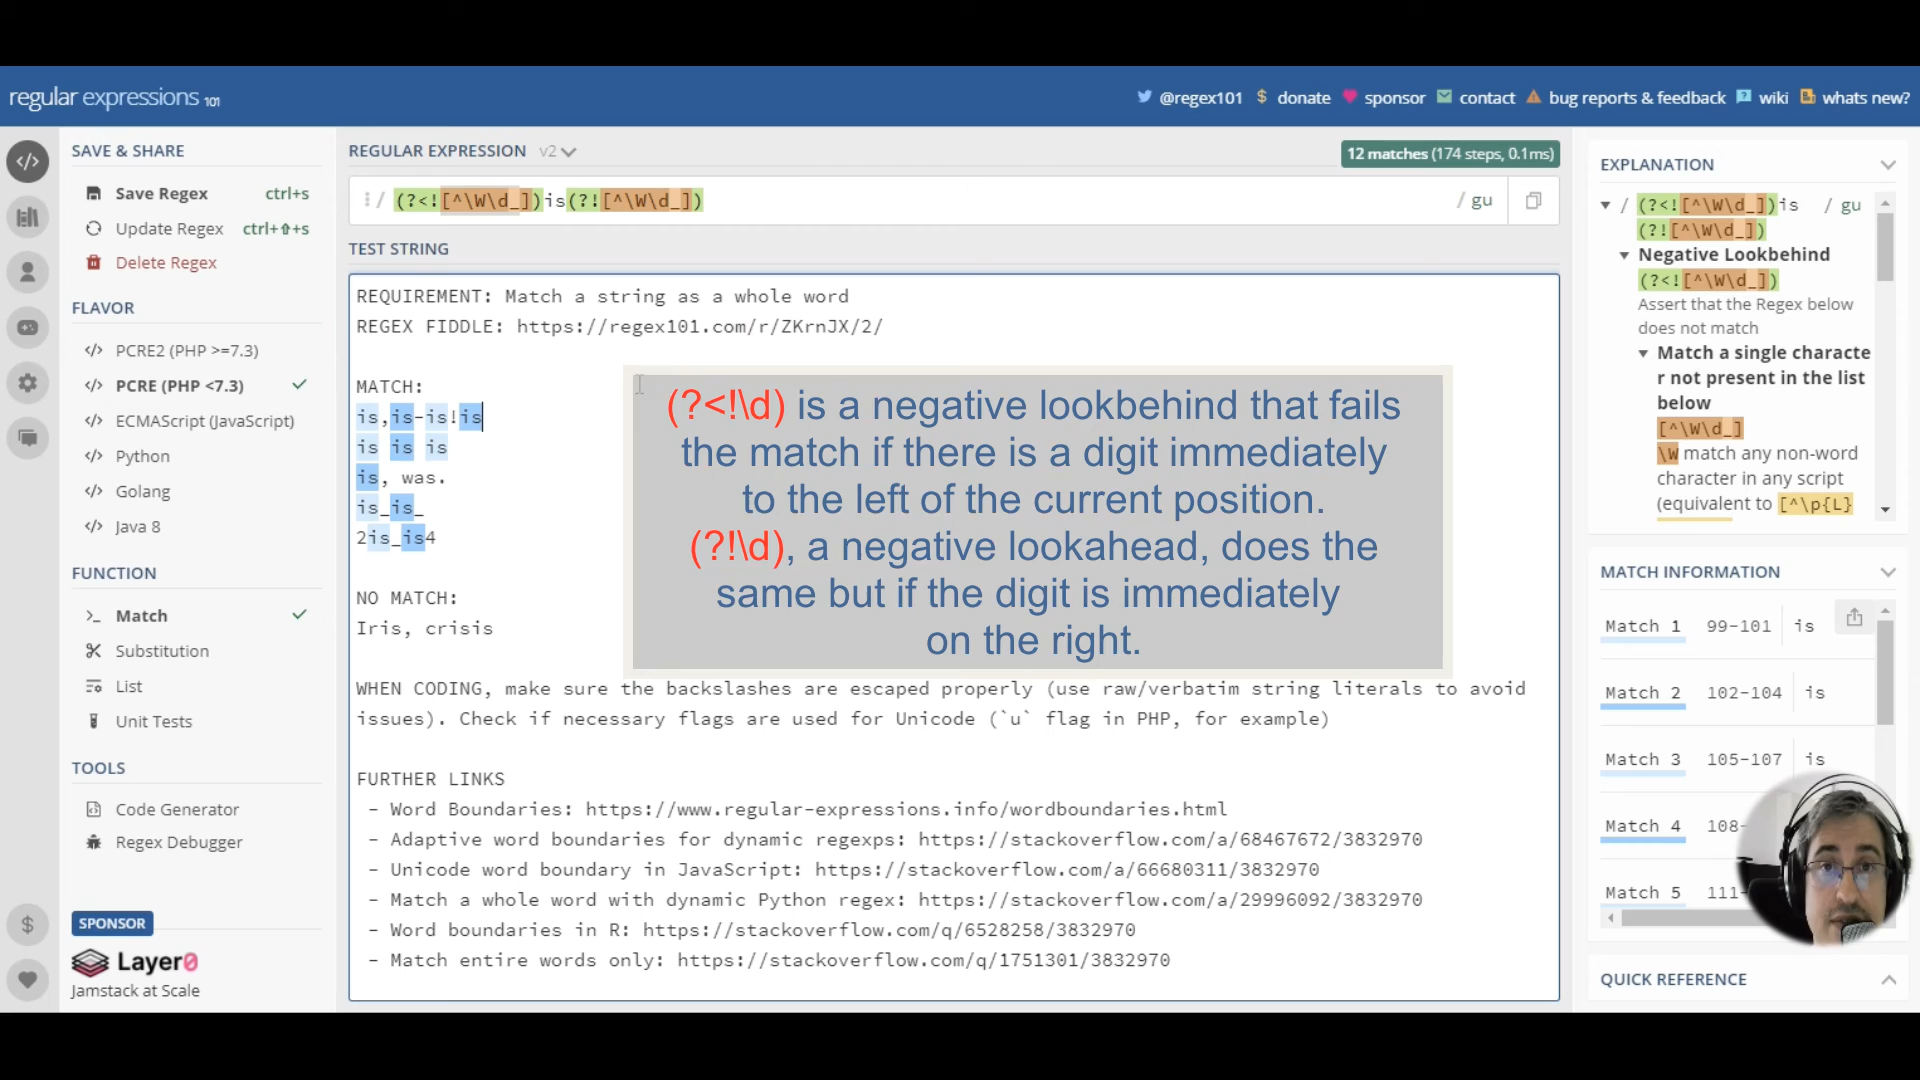 regular expressions 101
@regex101
$ donate
sponsor
contact
bug reports & feedback
wiki
whats new?
SAVE & SHARE
Save Regex ctrl+s
Update Regex ctrl+⇧+s
Delete Regex
FLAVOR
</> PCRE2 (PHP >=7.3)
</> PCRE (PHP <7.3)
</> ECMAScript (JavaScript)
</> Python
</> Golang
</> Java 8
FUNCTION
>_ Match
Substitution
List
Unit Tests
TOOLS
Code Generator
Regex Debugger
SPONSOR
Layer0
Jamstack at Scale
REGULAR EXPRESSION v2
12 matches (174 steps, 0.1ms)
/ (?<![^\W\d_])is(?![^\W\d_]) / gu
TEST STRING
REQUIREMENT: Match a string as a whole word
REGEX FIDDLE: https://regex101.com/r/ZKrnJX/2/
MATCH:
is,is-is!is
is is is
is, was.
is_is_
2is_is4
NO MATCH:
Iris, crisis
(?<!\d) is a negative lookbehind that fails
the match if there is a digit immediately
to the left of the current position.
(?!\d), a negative lookahead, does the
same but if the digit is immediately
on the right.
WHEN CODING, make sure the backslashes are escaped properly (use raw/verbatim string literals to avoid
issues). Check if necessary flags are used for Unicode (`u` flag in PHP, for example)
FURTHER LINKS
- Word Boundaries: https://www.regular-expressions.info/wordboundaries.html
- Adaptive word boundaries for dynamic regexps: https://stackoverflow.com/a/68467672/3832970
- Unicode word boundary in JavaScript: https://stackoverflow.com/a/66680311/3832970
- Match a whole word with dynamic Python regex: https://stackoverflow.com/a/29996092/3832970
- Word boundaries in R: https://stackoverflow.com/q/6528258/3832970
- Match entire words only: https://stackoverflow.com/q/1751301/3832970
EXPLANATION
/ (?<![^\W\d_])is / gu
(?![^\W\d_])
Negative Lookbehind
(?<![^\W\d_])
Assert that the Regex below
does not match
Match a single characte
r not present in the list
below
[^\W\d_]
\W match any non-word
character in any script
(equivalent to [^\p{L}
MATCH INFORMATION
Match 1 99-101 is
Match 2 102-104 is
Match 3 105-107 is
Match 4 108-
Match 5 111-
QUICK REFERENCE